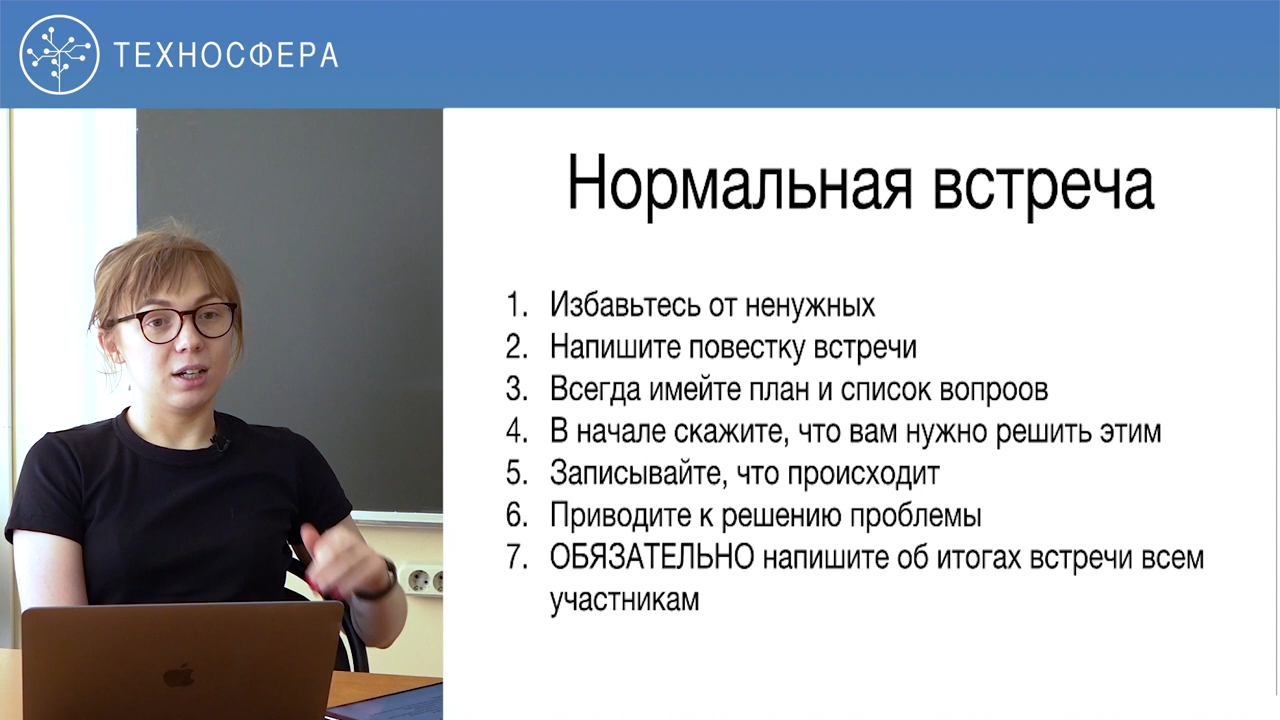 ТЕХНОСФЕРА
Нормальная встреча
1. Избавьтесь от ненужных
2. Напишите повестку встречи
3. Всегда имейте план и список вопроов
4. В начале скажите, что вам нужно решить этим
5. Записывайте, что происходит
6. Приводите к решению проблемы
7. ОБЯЗАТЕЛЬНО напишите об итогах встречи всем
участникам